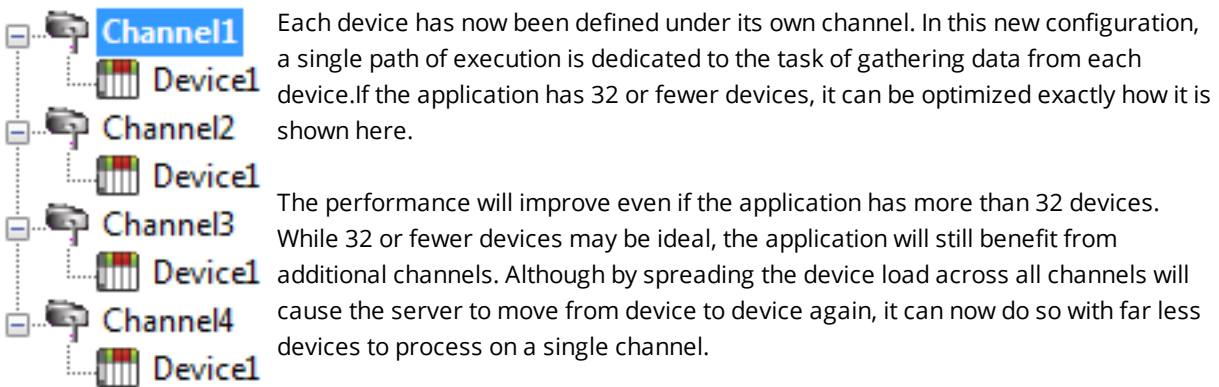 Channel1
Device1
Channel2
Device1
Channel3
Device1
Channel4
Device1
Each device has now been defined under its own channel. In this new configuration,
a single path of execution is dedicated to the task of gathering data from each
device.If the application has 32 or fewer devices, it can be optimized exactly how it is
shown here.
The performance will improve even if the application has more than 32 devices.
While 32 or fewer devices may be ideal, the application will still benefit from
additional channels. Although by spreading the device load across all channels will
cause the server to move from device to device again, it can now do so with far less
devices to process on a single channel.